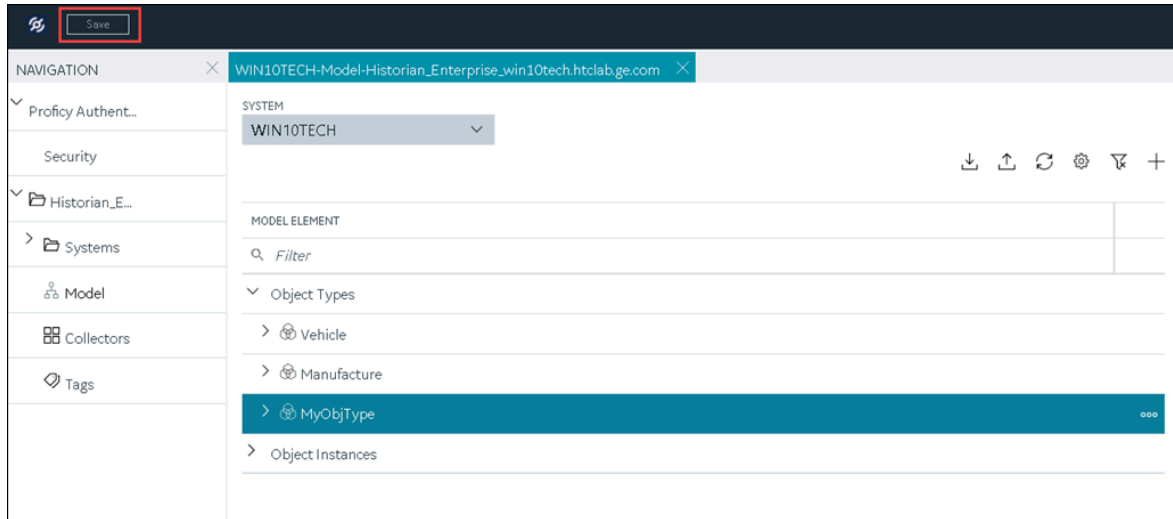 Save
NAVIGATION
WIN10TECH-Model-Historian_Enterprise_win10tech.htclab.ge.com
Proficy Authent...
Security
Historian_E...
Systems
Model
Collectors
Tags
SYSTEM
WIN10TECH
MODEL ELEMENT
Filter
Object Types
Vehicle
Manufacture
MyObjType
Object Instances